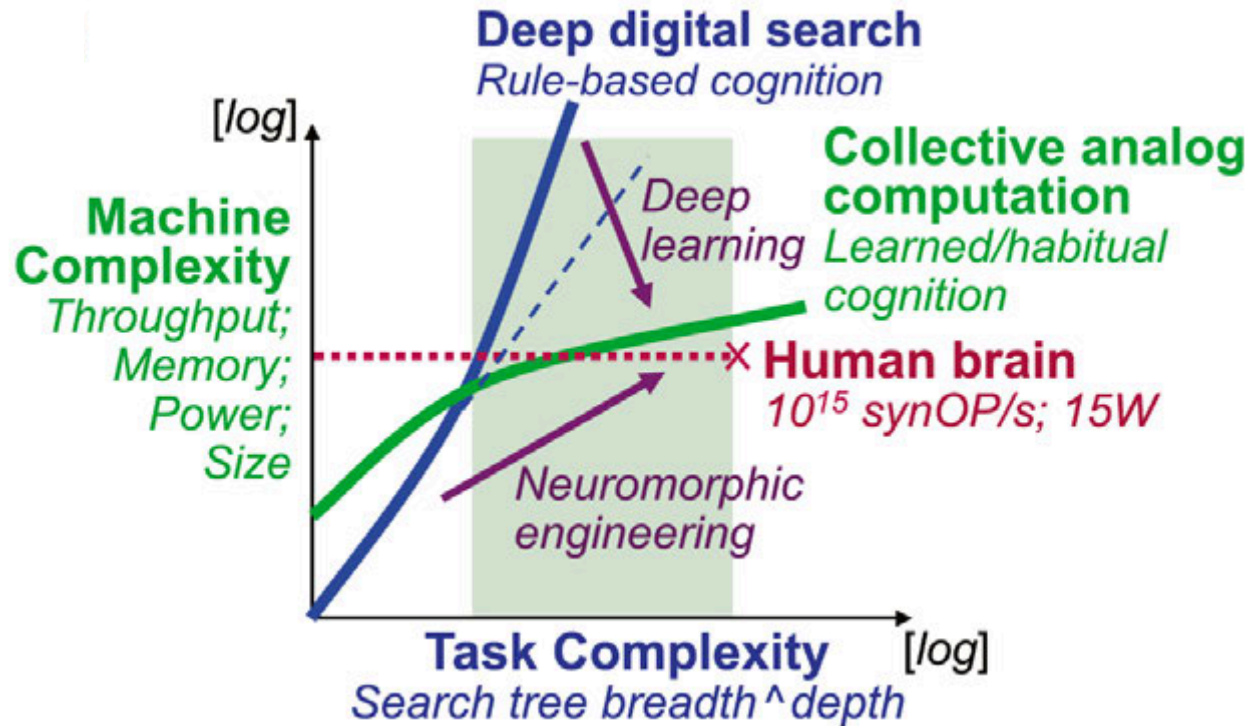 Deep digital search
Rule-based cognition
[log]
Machine
Complexity
Throughput;
Memory;
Power;
Size
Deep
learning
Collective analog
computation
Learned/habitual
cognition
Human brain
10¹⁵ synOP/s; 15W
Neuromorphic
engineering
Task Complexity
[log]
Search tree breadth^depth